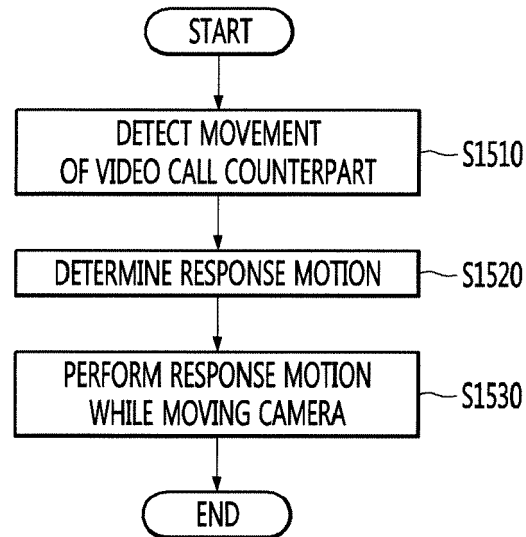 START
DETECT MOVEMENT
OF VIDEO CALL COUNTERPART
S1510
DETERMINE RESPONSE MOTION
S1520
PERFORM RESPONSE MOTION
WHILE MOVING CAMERA
S1530
END